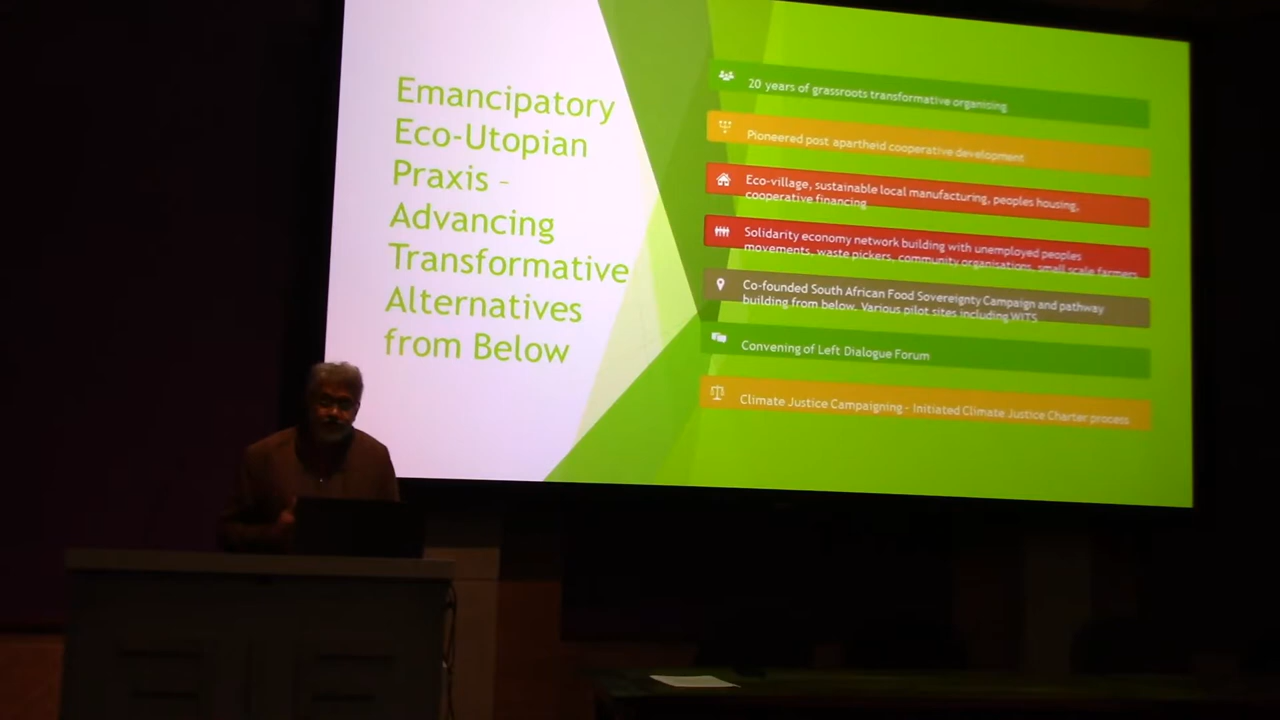 Emancipatory
Eco-Utopian
Praxis –
Advancing
Transformative
Alternatives
from Below
20 years of grassroots transformative organising
Pioneered post apartheid cooperative development
Eco-village, sustainable local manufacturing, peoples housing,
cooperative financing
Solidarity economy network building with unemployed peoples
movements, waste pickers, community organisations, small scale farmers
Co-founded South African Food Sovereignty Campaign and pathway
building from below. Various pilot sites including WITS
Convening of Left Dialogue Forum
Climate Justice Campaigning - Initiated Climate Justice Charter process